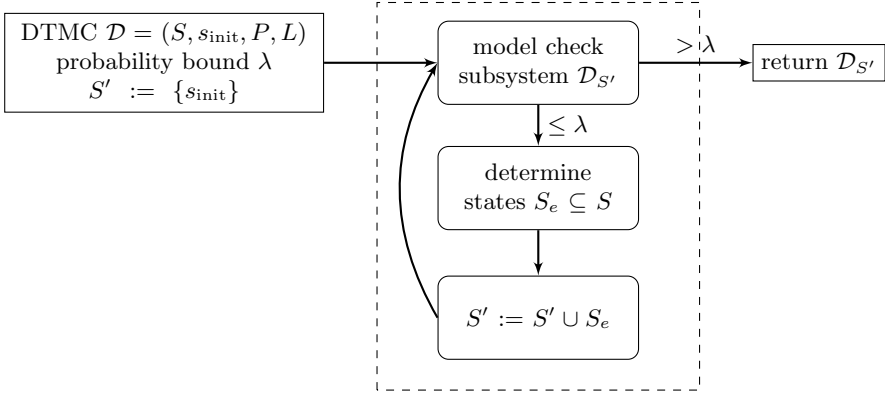 DTMC 𝒟 = (S, s_init, P, L)
probability bound λ
S′ := {s_init}
model check
subsystem 𝒟_S′
> λ
return 𝒟_S′
≤ λ
determine
states S_e ⊆ S
S′ := S′ ∪ S_e